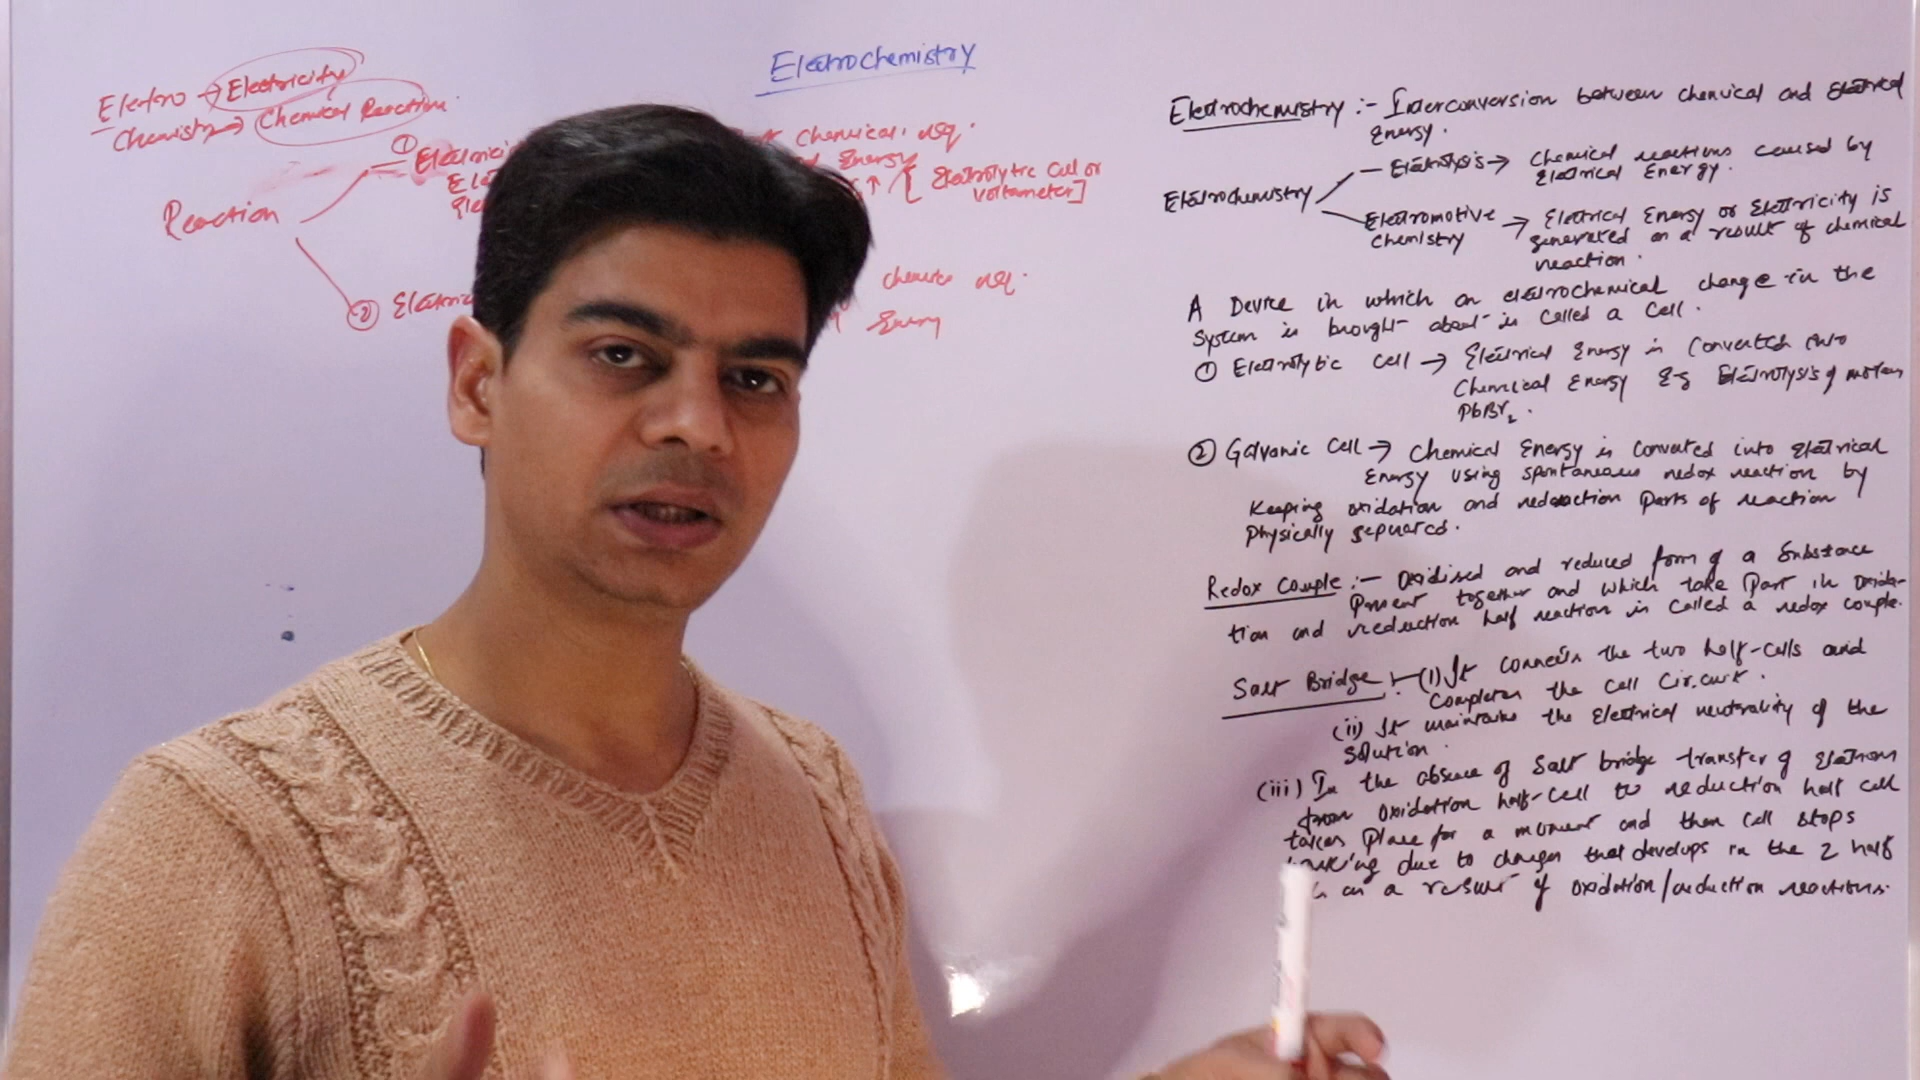 Electrochemistry
Electro → Electricity
Chemistry → Chemical Reaction.
①
Reaction
Chemical
Energy
[Electrolytic Cell or
Voltameter]
②
Energy
Electrochemistry :- Interconversion between chemical and Electrical
Energy.
Electrolysis → Chemical reactions caused by
Electrical Energy.
Electrochemistry
Electromotive → Electrical Energy or Electricity is
Chemistry generated as a result of chemical
reaction.
A Device in which an electrochemical change in the
System is brought about is called a Cell.
① Electrolytic Cell → Electrical Energy is Converted into
Chemical Energy Eg Electrolysis of molten
PbBr2.
② Galvanic Cell → Chemical Energy is Converted into Electrical
Energy using spontaneous redox reaction by
Keeping oxidation and reduction Parts of reaction
Physically
Redox Couple :- Oxidised and reduced form of a Substance
Present together and which take Part in Oxida-
tion and reduction half reaction is called a redox couple.
Salt Bridge :- (i) It connects the two half-cells and
Completes the Cell Circuit.
(ii) It maintains the Electrical neutrality of the
Solution.
(iii) In the absence of Salt bridge transfer of Electrons
from Oxidation half-Cell to reduction half cell
takes Place for a moment and then Cell stops
due to charges that develops in the 2 half
as a result of oxidation/reduction reactions.